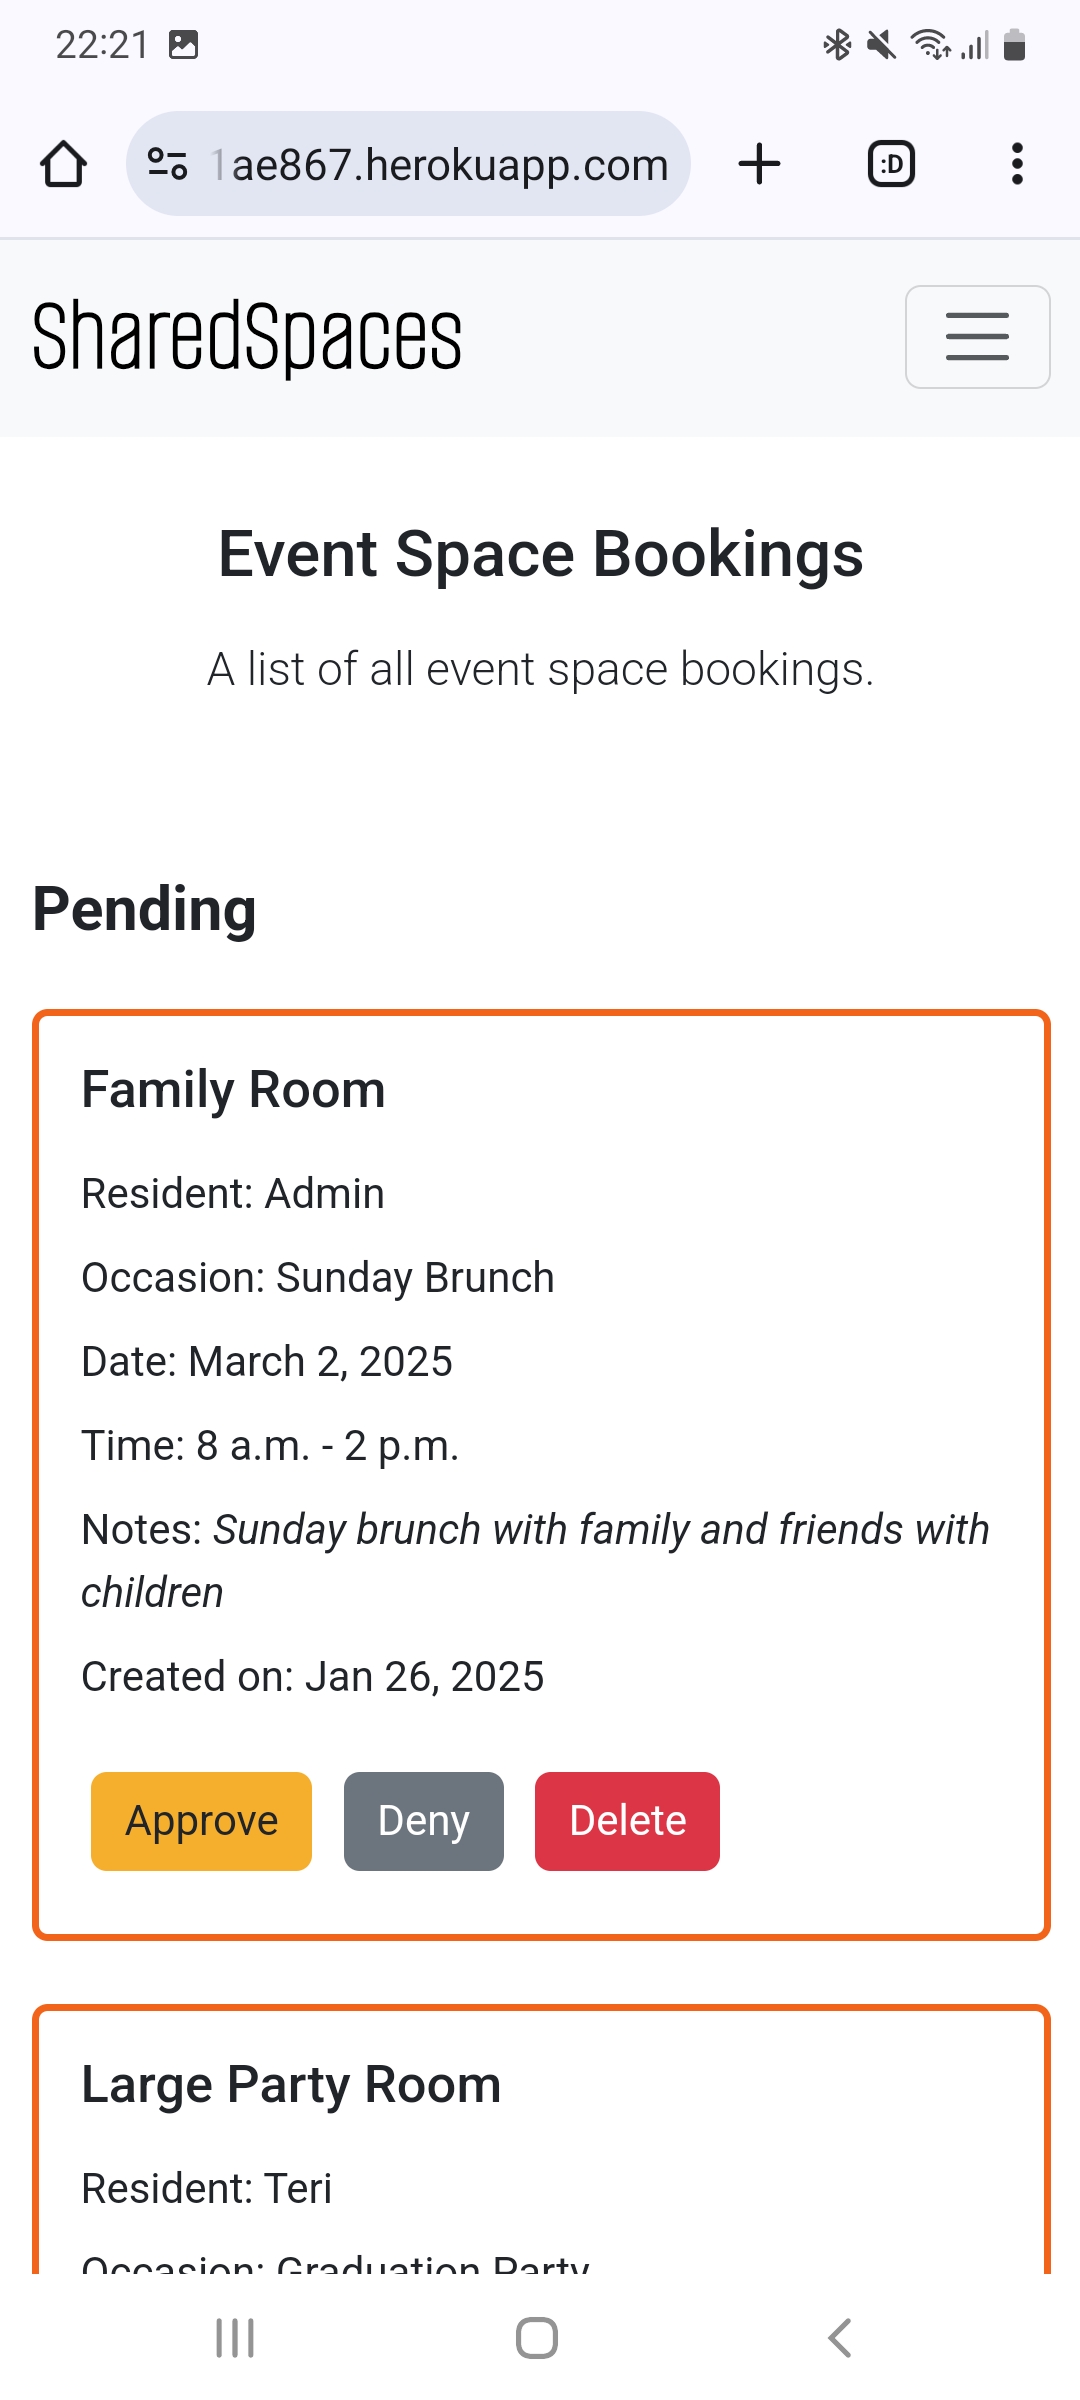 22:21
1ae867.herokuapp.com
:D
SharedSpaces
Event Space Bookings
A list of all event space bookings.
Pending
Family Room
Resident: Admin
Occasion: Sunday Brunch
Date: March 2, 2025
Time: 8 a.m. - 2 p.m.
Notes: Sunday brunch with family and friends with
children
Created on: Jan 26, 2025
Approve Deny Delete
Large Party Room
Resident: Teri
Occasion: Graduation Party